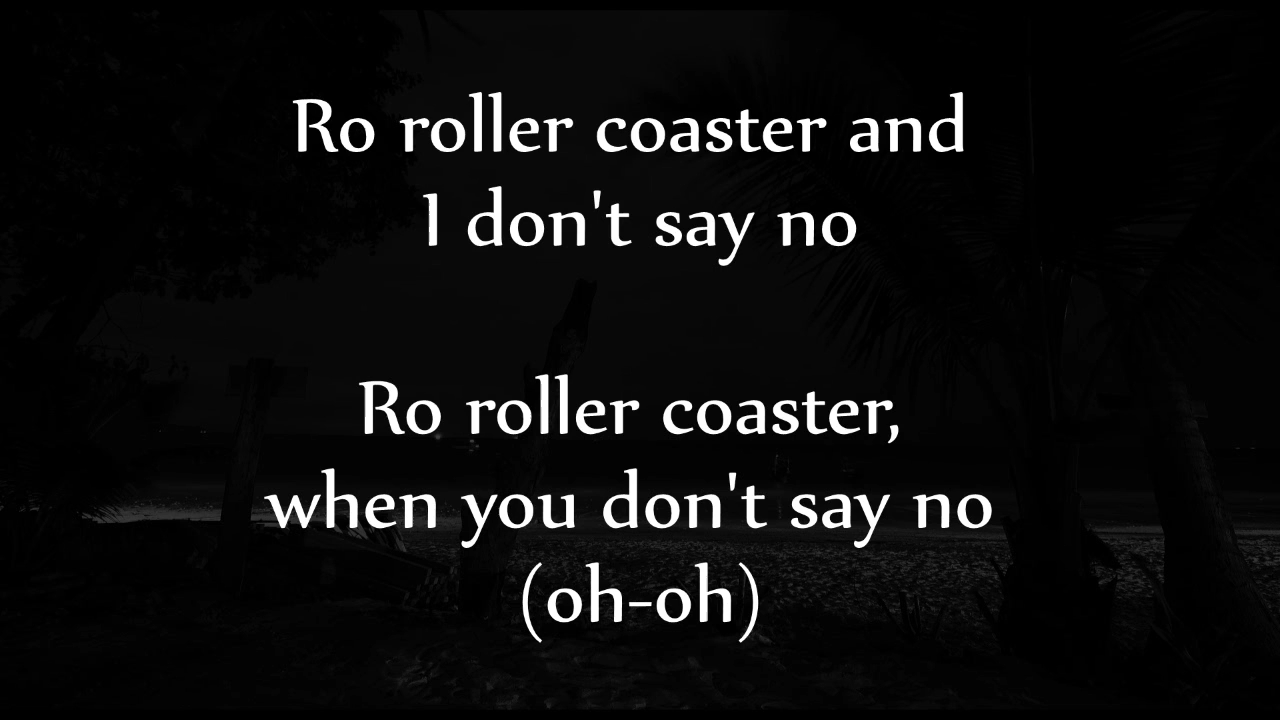 Ro roller coaster and
I don't say no
Ro roller coaster,
when you don't say no
(oh-oh)